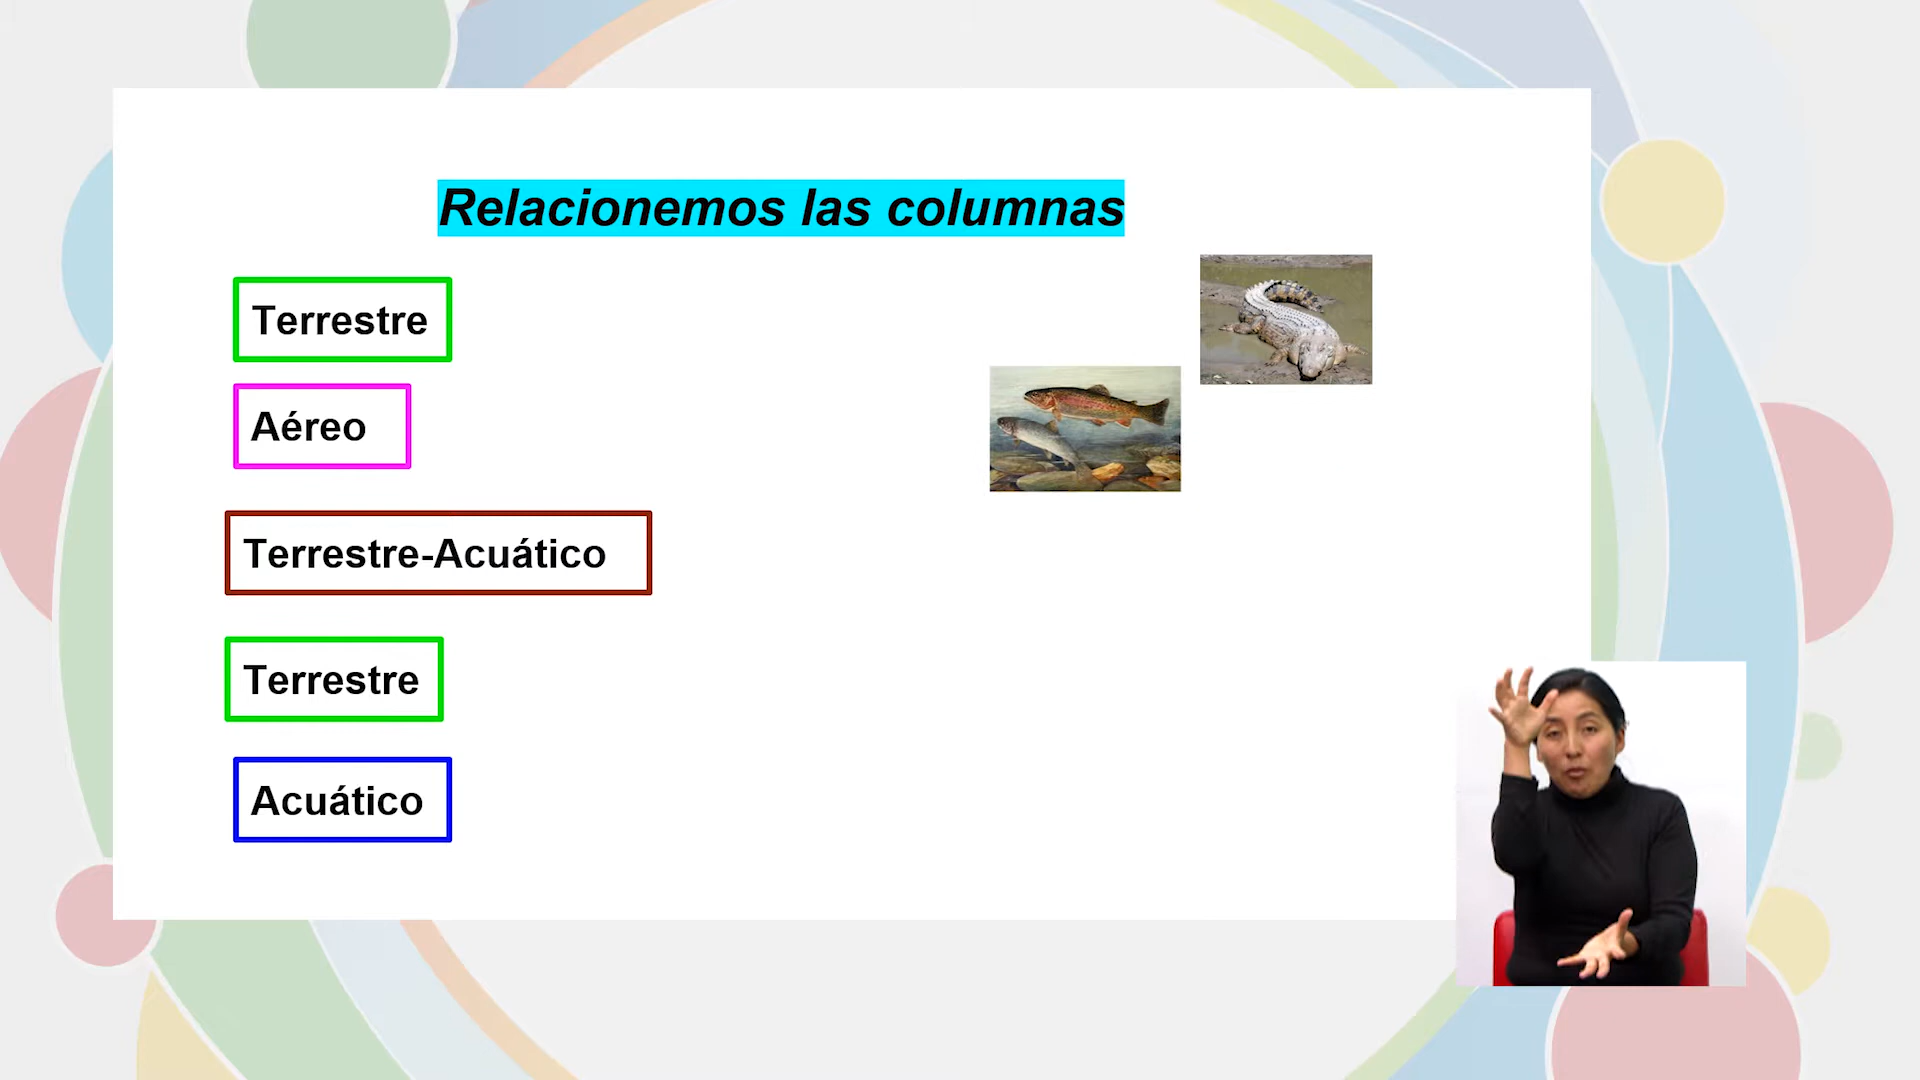 Relacionemos las columnas
Terrestre
Aéreo
Terrestre-Acuático
Terrestre
Acuático